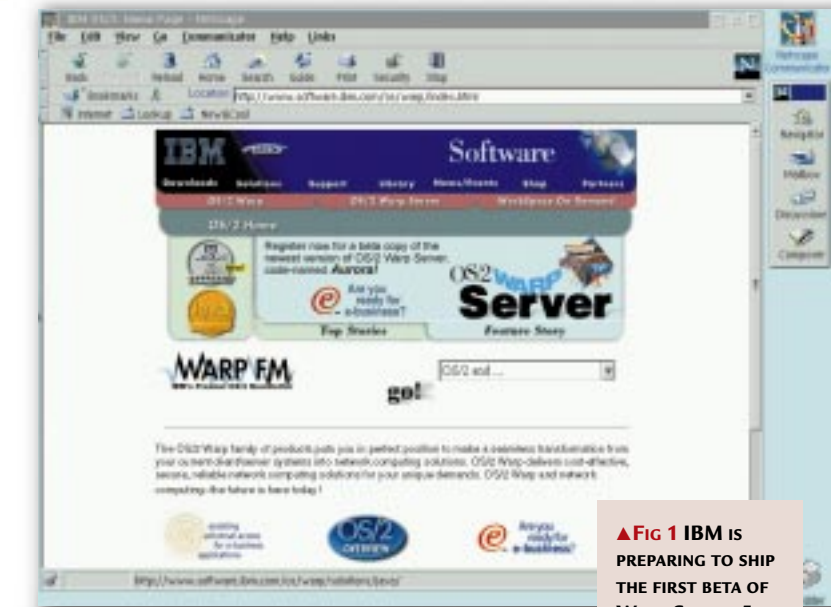 IBM OS/2 Home Page - Netscape
File Edit View Go Communicator Help Links
Back Reload Home Search Guide Print Security Stop
Netscape Communicator
Bookmarks Location: http://www.software.ibm.com/os/warp/index.html
Internet Lookup New&Cool
Navigator
Mailbox
Discussions
Composer
IBM Software
Downloads Solutions Support Library News/Events Shop Partners
OS/2 Warp OS/2 Warp Server WorkSpace On Demand
OS/2 Home
Register now for a beta copy of the
newest version of OS/2 Warp Server,
code-named Aurora!
Are you
ready for
e-business?
OS/2 WARP
Server
Top Stories Feature Story
WARP FM
OS/2 and ...
go!
The OS/2 Warp family of products puts you in perfect position to make a seamless transformation from
your current client/server systems into network computing solutions. OS/2 Warp delivers cost-effective,
secure, reliable network computing solutions for your unique demands. OS/2 Warp and network
computing-the future is here today!
universal access
for e-business
applications
OS/2
OVERVIEW
Are you
ready for
e-business?
http://www.software.ibm.com/os/warp/solutions/java/
▲FIG 1 IBM IS
PREPARING TO SHIP
THE FIRST BETA OF